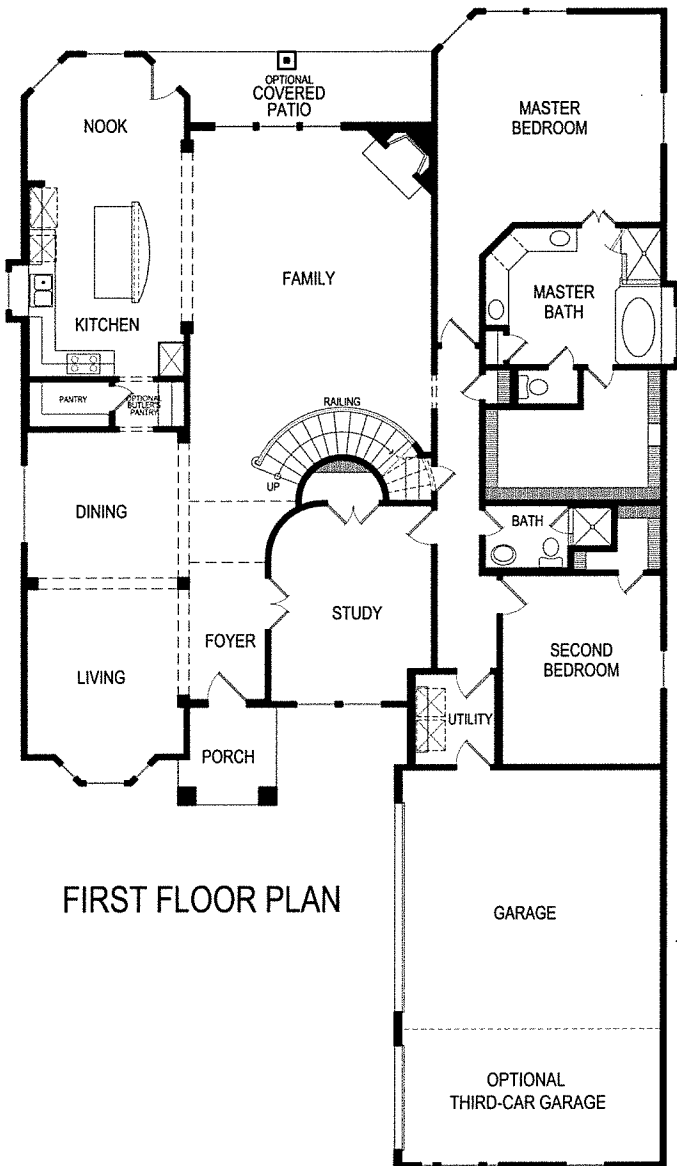 OPTIONAL
COVERED
PATIO
NOOK
MASTER
BEDROOM
FAMILY
MASTER
BATH
KITCHEN
PANTRY
OPTIONAL
BUTLER'S
PANTRY
RAILING
UP
DINING
BATH
STUDY
FOYER
SECOND
BEDROOM
LIVING
UTILITY
PORCH
FIRST FLOOR PLAN
GARAGE
OPTIONAL
THIRD-CAR GARAGE